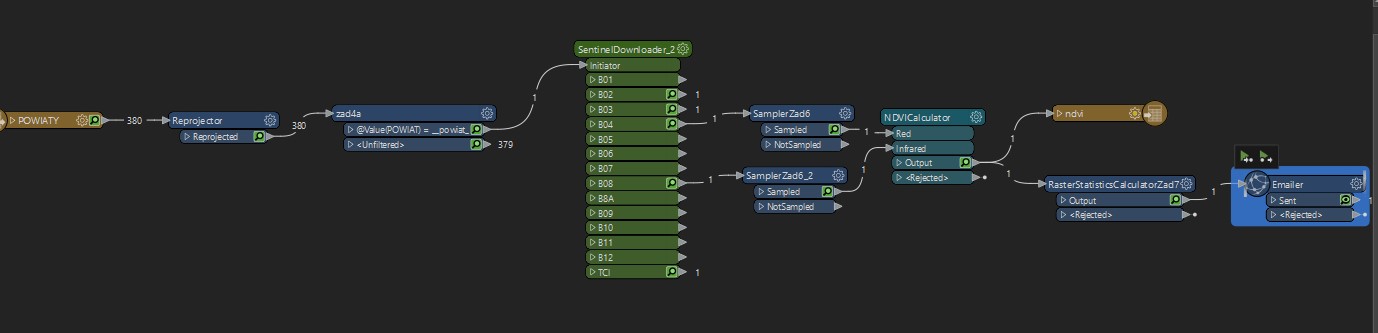 POWIATY
380
Reprojector
Reprojected
380
zad4a
@Value(POWIAT) = __powiat_
<Unfiltered>
379
1
SentinelDownloader_2
Initiator
B01
B02
1
B03
1
B04
1
B05
B06
B07
B08
1
B8A
B09
B10
B11
B12
TCI
1
SamplerZad6
Sampled
1
NotSampled
SamplerZad6_2
Sampled
1
NotSampled
NDVICalculator
Red
Infrared
Output
<Rejected>
1
1
ndvi
RasterStatisticsCalculatorZad7
Output
1
<Rejected>
Emailer
Sent
1
<Rejected>